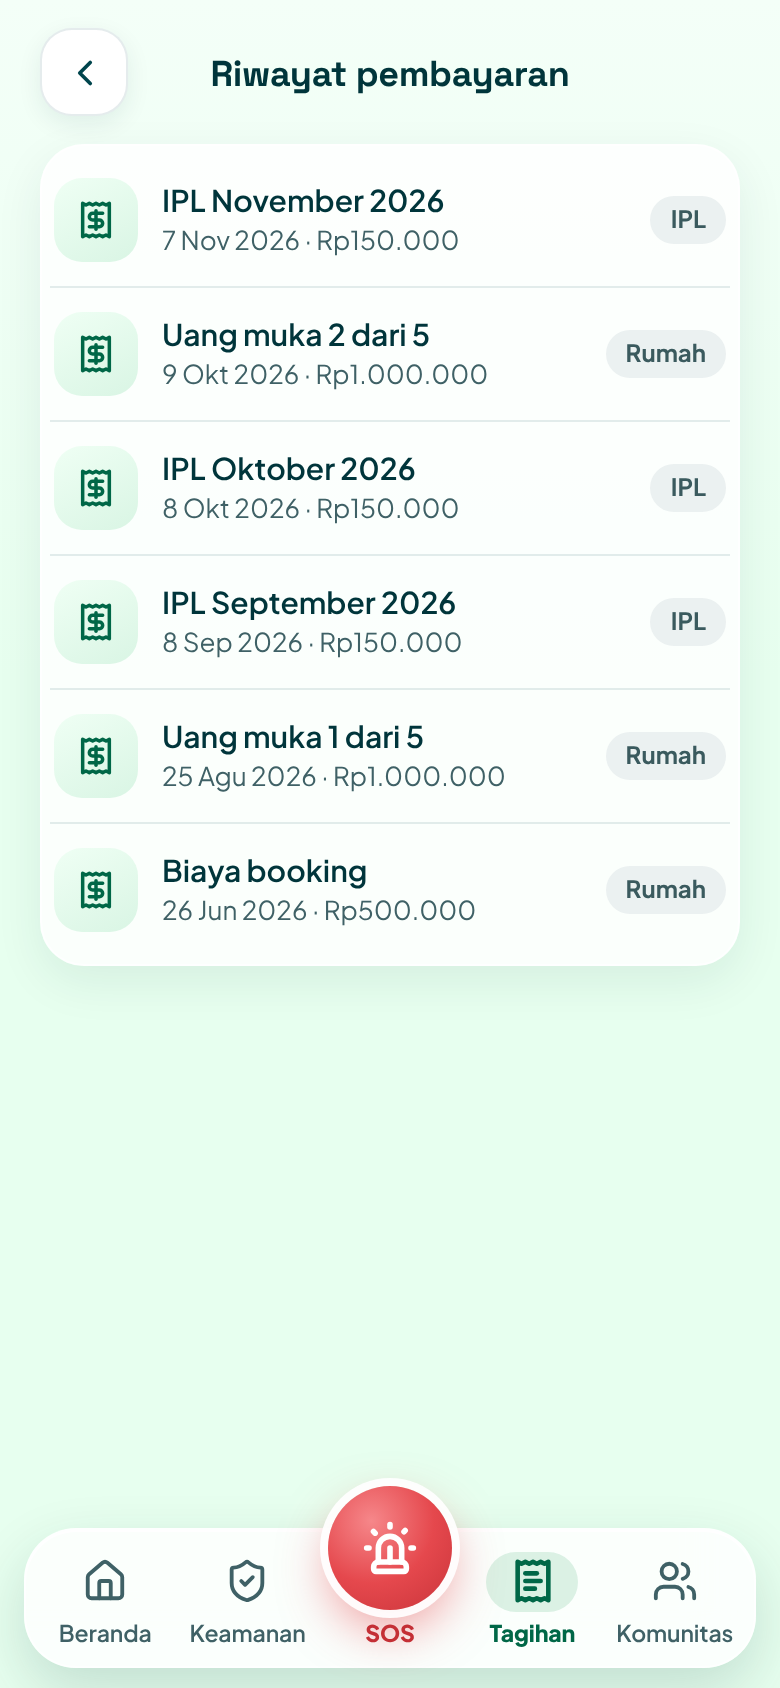 Riwayat pembayaran
IPL November 2026
7 Nov 2026 · Rp150.000
IPL
Uang muka 2 dari 5
9 Okt 2026 · Rp1.000.000
Rumah
IPL Oktober 2026
8 Okt 2026 · Rp150.000
IPL
IPL September 2026
8 Sep 2026 · Rp150.000
IPL
Uang muka 1 dari 5
25 Agu 2026 · Rp1.000.000
Rumah
Biaya booking
26 Jun 2026 · Rp500.000
Rumah
Beranda
Keamanan
SOS
Tagihan
Komunitas